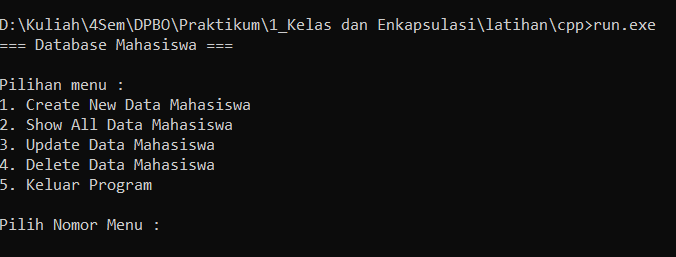 D:\Kuliah\4Sem\DPBO\Praktikum\1_Kelas dan Enkapsulasi\latihan\cpp>run.exe
=== Database Mahasiswa ===
Pilihan menu :
1. Create New Data Mahasiswa
2. Show All Data Mahasiswa
3. Update Data Mahasiswa
4. Delete Data Mahasiswa
5. Keluar Program
Pilih Nomor Menu :